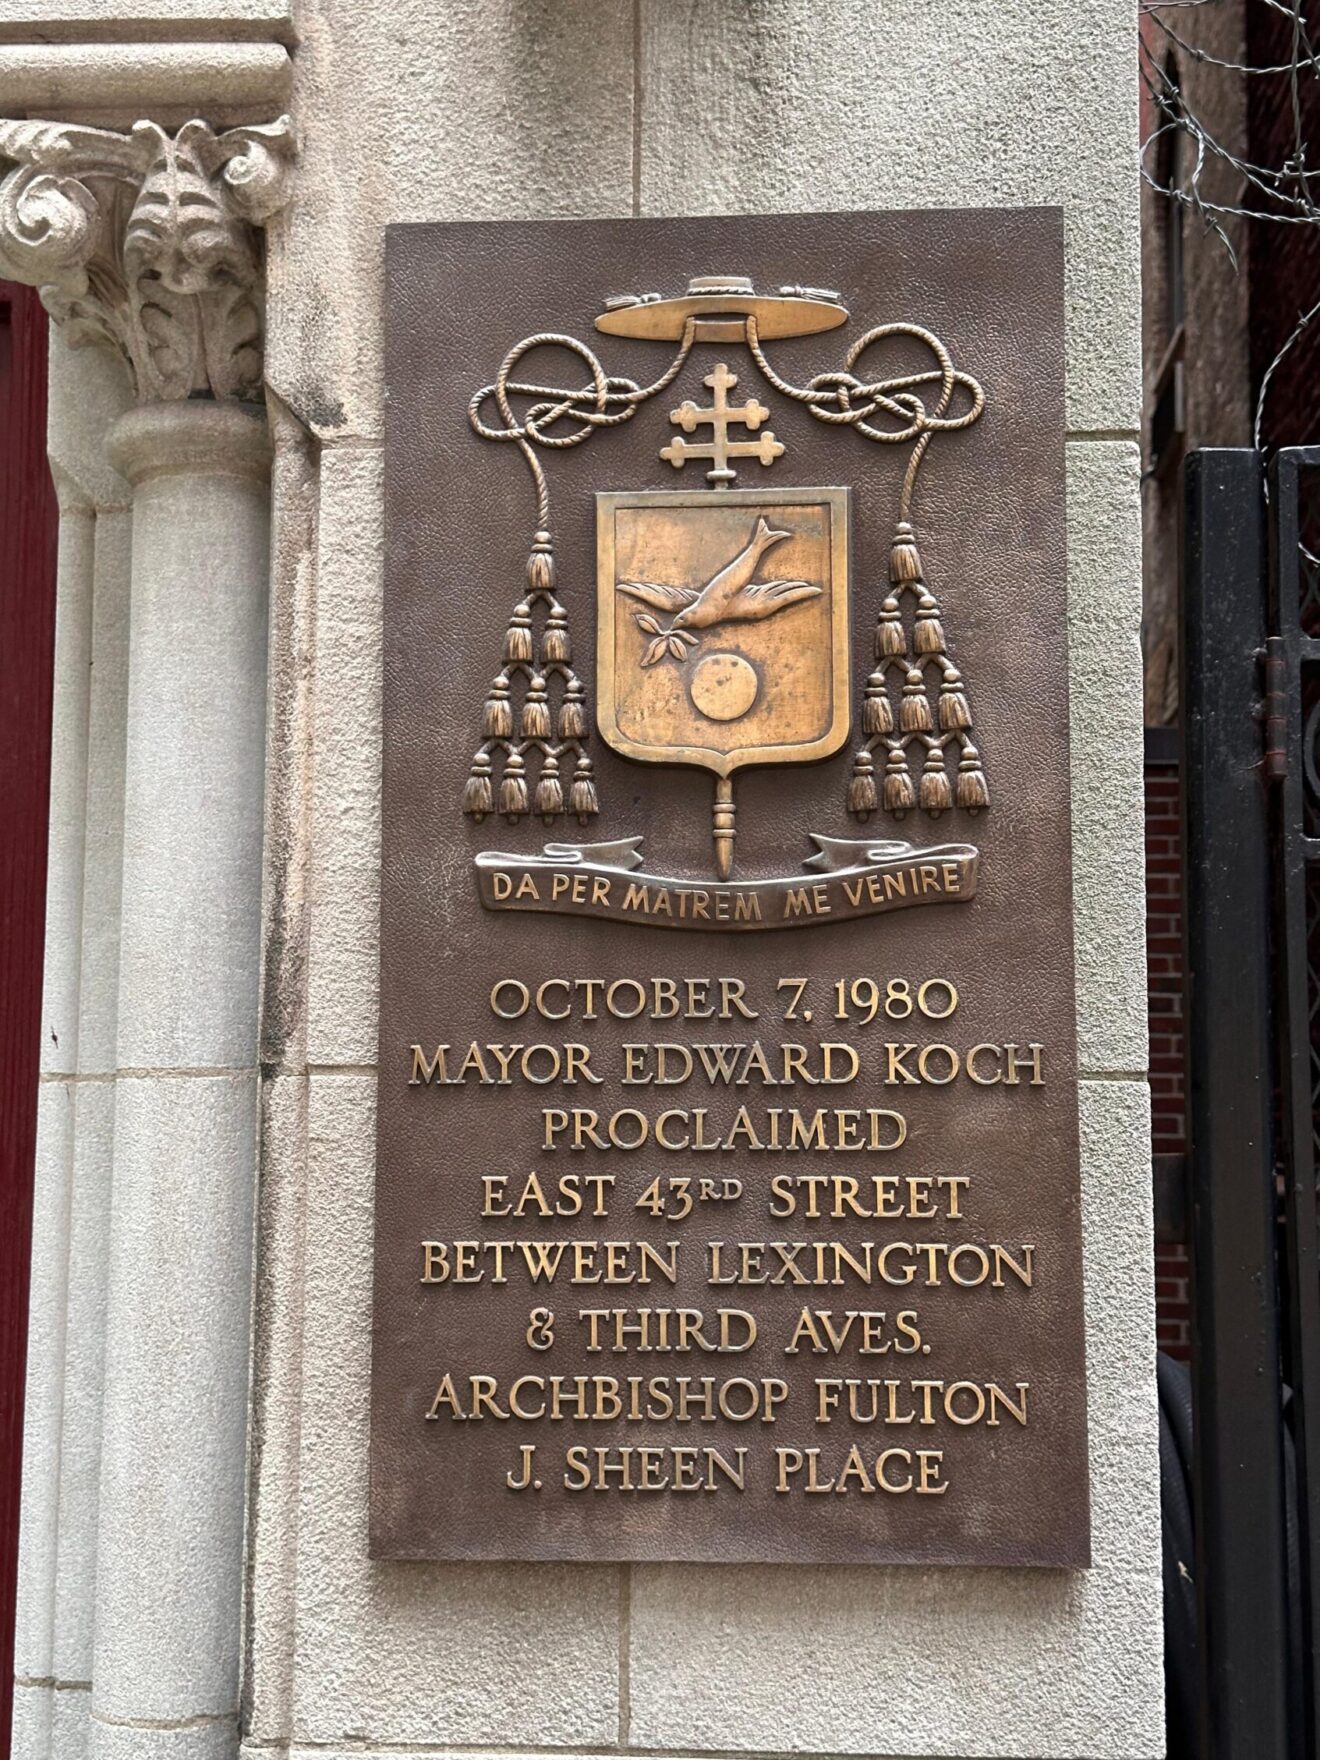 DA PER MATREM ME VENIRE
OCTOBER 7, 1980
MAYOR EDWARD KOCH
PROCLAIMED
EAST 43RD STREET
BETWEEN LEXINGTON
& THIRD AVES.
ARCHBISHOP FULTON
J. SHEEN PLACE